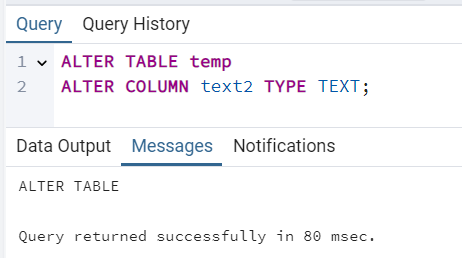 Query Query History
1 ALTER TABLE temp
2 ALTER COLUMN text2 TYPE TEXT;
Data Output Messages Notifications
ALTER TABLE
Query returned successfully in 80 msec.